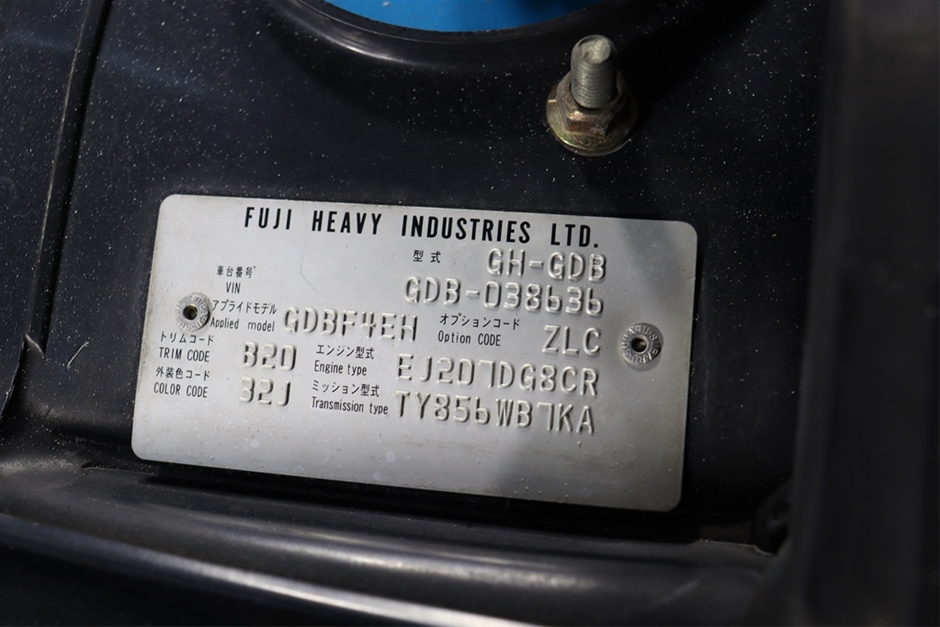 FUJI HEAVY INDUSTRIES LTD.
型式 GH-GDB
車台番号 VIN GDB-038636
アプライドモデル Applied model GDBF4EH オプションコード Option CODE ZLC
トリムコード TRIM CODE B20 エンジン型式 Engine type EJ207DG8CR
外装色コード COLOR CODE 32J ミッション型式 Transmission type TY856WB7KA